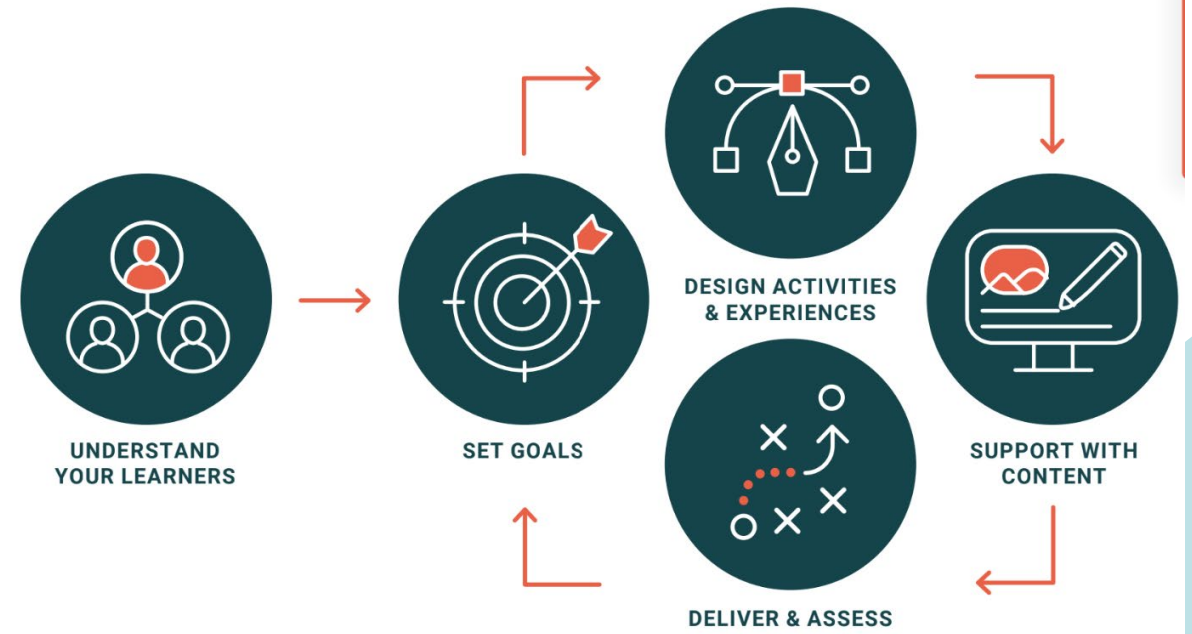 UNDERSTAND
YOUR LEARNERS
SET GOALS
DESIGN ACTIVITIES
& EXPERIENCES
SUPPORT WITH
CONTENT
DELIVER & ASSESS